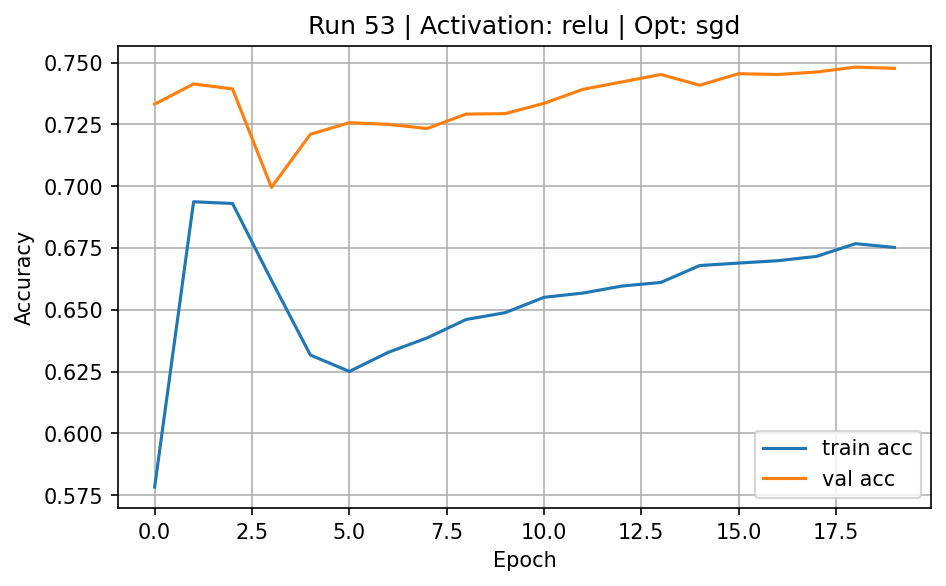 Run 53 | Activation: relu | Opt: sgd
0.750
0.725
0.700
0.675
0.650
0.625
0.600
0.575
Accuracy
0.0 2.5 5.0 7.5 10.0 12.5 15.0 17.5
Epoch
train acc
val acc